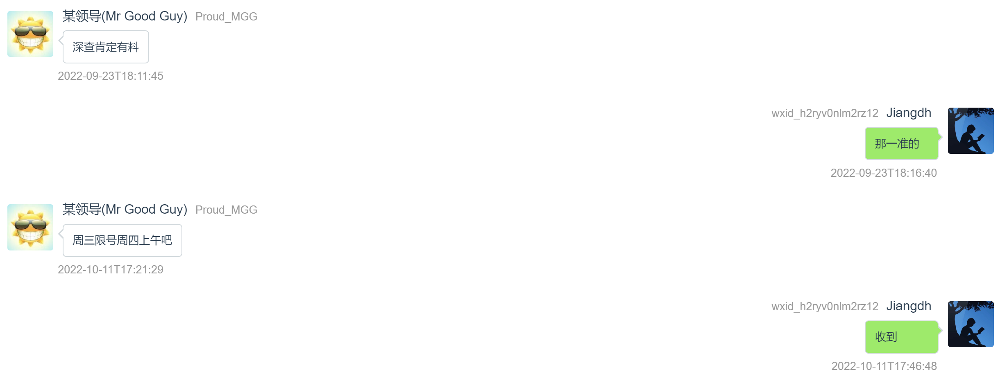 某领导(Mr Good Guy) Proud_MGG
深查肯定有料
2022-09-23T18:11:45
wxid_h2ryv0nlm2rz12 Jiangdh
那一准的
2022-09-23T18:16:40
某领导(Mr Good Guy) Proud_MGG
周三限号周四上午吧
2022-10-11T17:21:29
wxid_h2ryv0nlm2rz12 Jiangdh
收到
2022-10-11T17:46:48